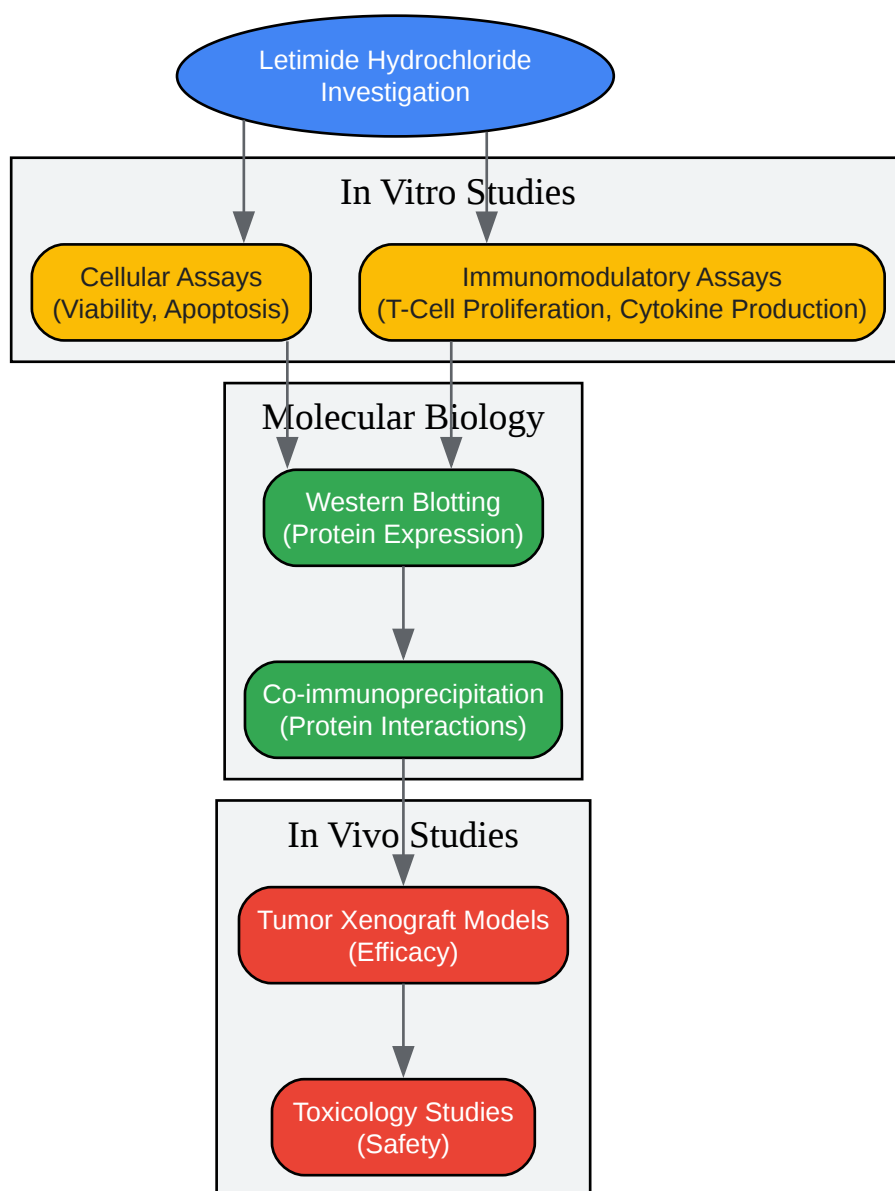 Letimide Hydrochloride
Investigation
In Vitro Studies
Cellular Assays
(Viability, Apoptosis)
Immunomodulatory Assays
(T-Cell Proliferation, Cytokine Production)
Molecular Biology
Western Blotting
(Protein Expression)
Co-immunoprecipitation
(Protein Interactions)
In Vivo Studies
Tumor Xenograft Models
(Efficacy)
Toxicology Studies
(Safety)